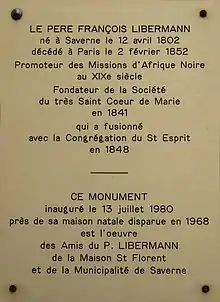 LE PERE FRANÇOIS LIBERMANN
né à Saverne le 12 avril 1802
décédé à Paris le 2 février 1852
Promoteur des Missions d'Afrique Noire
au XIXe siècle
Fondateur de la Société
du très Saint Coeur de Marie
en 1841
qui a fusionné
avec la Congrégation du St Esprit
en 1848
CE MONUMENT
inauguré le 13 juillet 1980
près de sa maison natale disparue en 1968
est l'oeuvre
des Amis du P. LIBERMANN
de la Maison St Florent
et de la Municipalité de Saverne